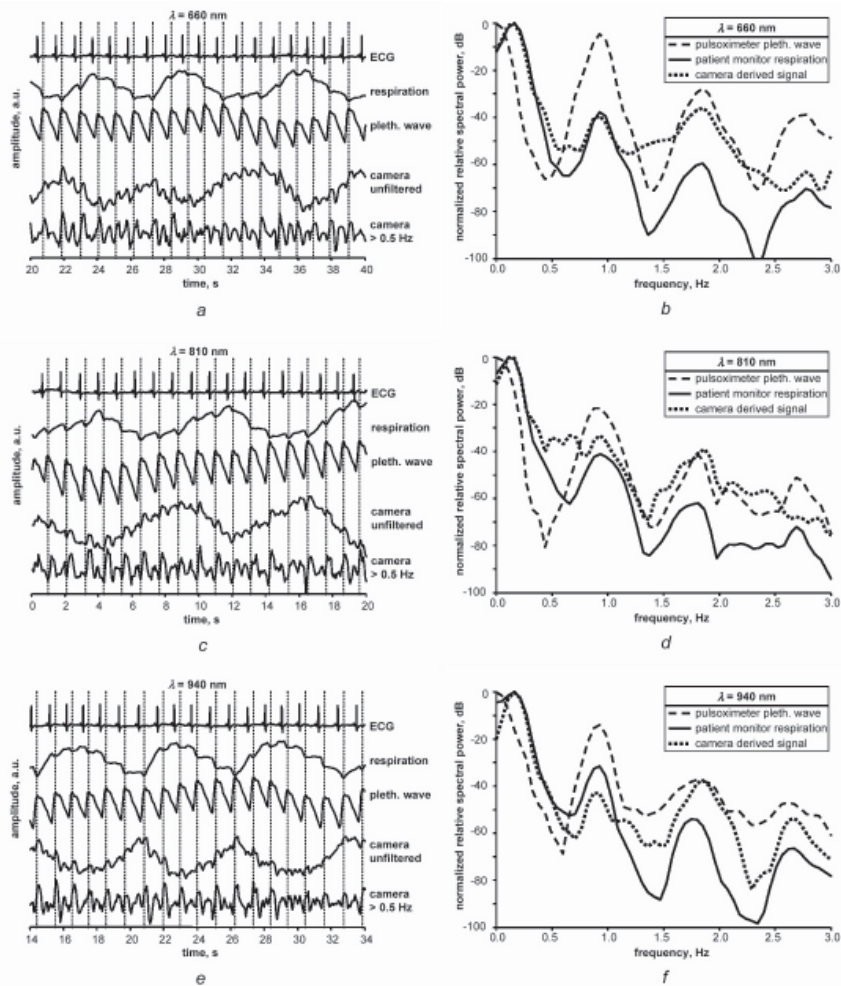 λ = 660 nm
ECG
respiration
pleth. wave
camera
unfiltered
camera
> 0.5 Hz
amplitude, a.u.
20 22 24 26 28 30 32 34 36 38 40
time, s
a
λ = 660 nm
pulsoximeter pleth. wave
patient monitor respiration
camera derived signal
normalized relative spectral power, dB
0
-20
-40
-60
-80
-100
0.0 0.5 1.0 1.5 2.0 2.5 3.0
frequency, Hz
b
λ = 810 nm
ECG
respiration
pleth. wave
camera
unfiltered
camera
> 0.5 Hz
amplitude, a.u.
0 2 4 6 8 10 12 14 16 18 20
time, s
c
λ = 810 nm
pulsoximeter pleth. wave
patient monitor respiration
camera derived signal
normalized relative spectral power, dB
0
-20
-40
-60
-80
-100
0.0 0.5 1.0 1.5 2.0 2.5 3.0
frequency, Hz
d
λ = 940 nm
ECG
respiration
pleth. wave
camera
unfiltered
camera
> 0.5 Hz
amplitude, a.u.
14 16 18 20 22 24 26 28 30 32 34
time, s
e
λ = 940 nm
pulsoximeter pleth. wave
patient monitor respiration
camera derived signal
normalized relative spectral power, dB
0
-20
-40
-60
-80
-100
0.0 0.5 1.0 1.5 2.0 2.5 3.0
frequency, Hz
f